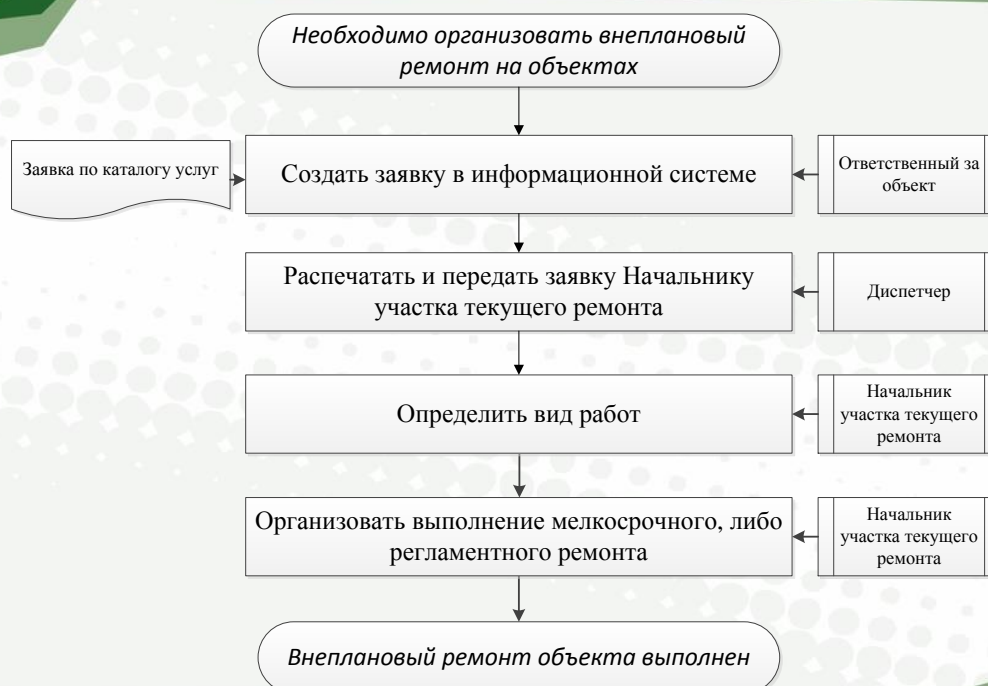 Необходимо организовать внеплановый
ремонт на объектах
Заявка по каталогу услуг
Создать заявку в информационной системе
Ответственный за
объект
Распечатать и передать заявку Начальнику
участка текущего ремонта
Диспетчер
Определить вид работ
Начальник
участка текущего
ремонта
Организовать выполнение мелкосрочного, либо
регламентного ремонта
Начальник
участка текущего
ремонта
Внеплановый ремонт объекта выполнен